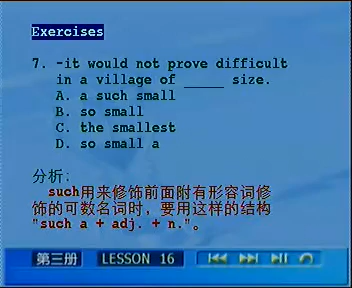 Exercises
7. -it would not prove difficult
in a village of _____ size.
A. a such small
B. so small
C. the smallest
D. so small a
分析:
such用来修饰前面附有形容词修
饰的可数名词时，要用这样的结构
"such a + adj. + n."。
第三册 LESSON 16